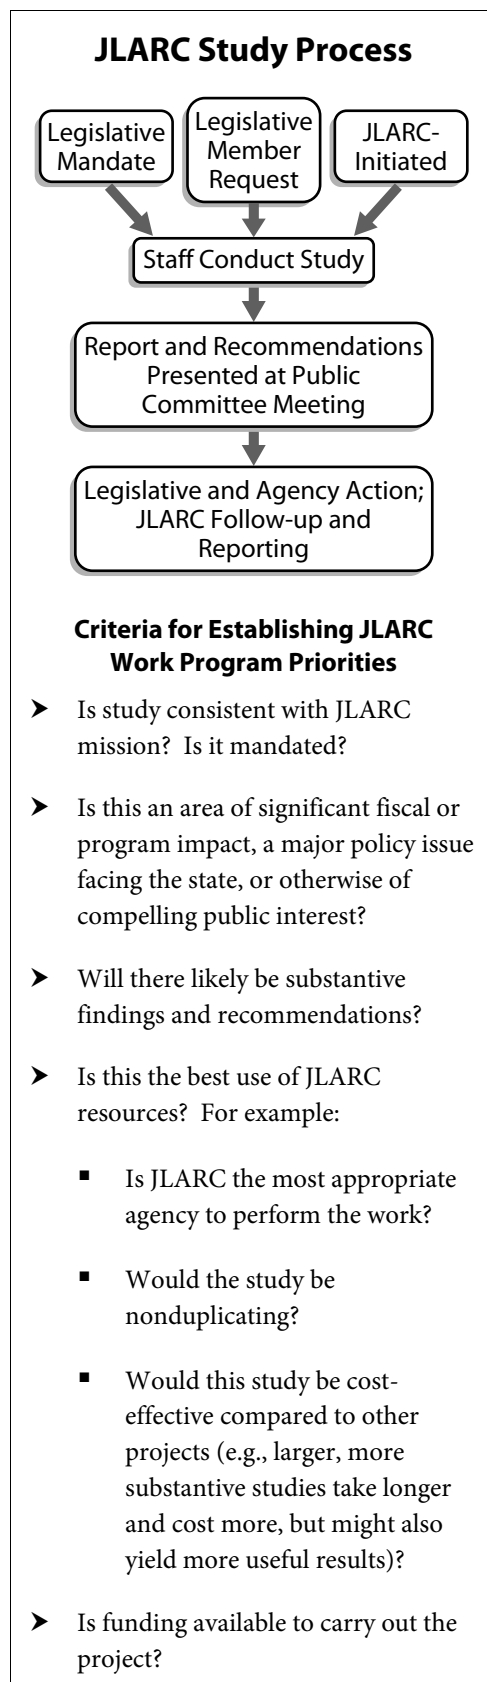 JLARC Study Process
Legislative
Mandate
Legislative
Member
Request
JLARC-
Initiated
Staff Conduct Study
Report and Recommendations
Presented at Public
Committee Meeting
Legislative and Agency Action;
JLARC Follow-up and
Reporting
Criteria for Establishing JLARC
Work Program Priorities
➤ Is study consistent with JLARC
mission?  Is it mandated?
➤ Is this an area of significant fiscal or
program impact, a major policy issue
facing the state, or otherwise of
compelling public interest?
➤ Will there likely be substantive
findings and recommendations?
➤ Is this the best use of JLARC
resources?  For example:
▪ Is JLARC the most appropriate
agency to perform the work?
▪ Would the study be
nonduplicating?
▪ Would this study be cost-
effective compared to other
projects (e.g., larger, more
substantive studies take longer
and cost more, but might also
yield more useful results)?
➤ Is funding available to carry out the
project?